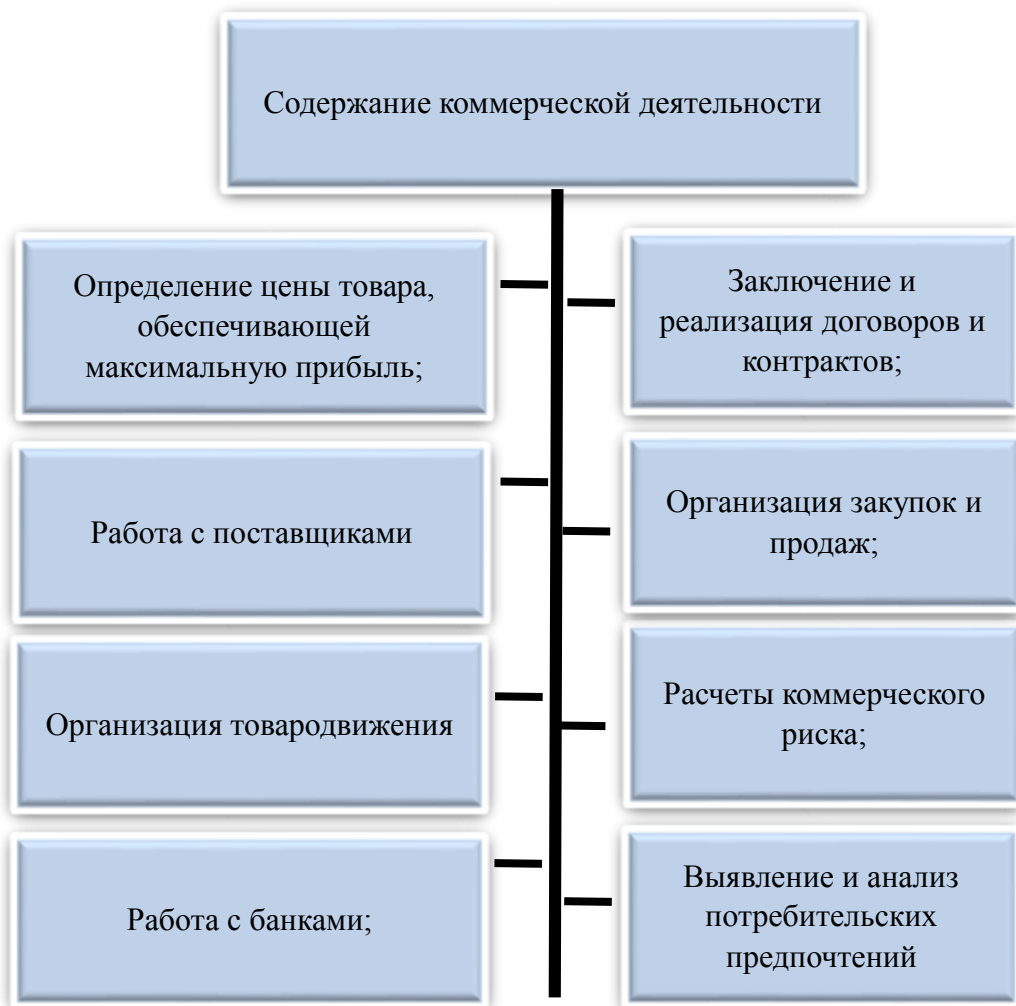 Содержание коммерческой деятельности
Определение цены товара,
обеспечивающей
максимальную прибыль;
Заключение и
реализация договоров и
контрактов;
Работа с поставщиками
Организация закупок и
продаж;
Организация товародвижения
Расчеты коммерческого
риска;
Работа с банками;
Выявление и анализ
потребительских
предпочтений